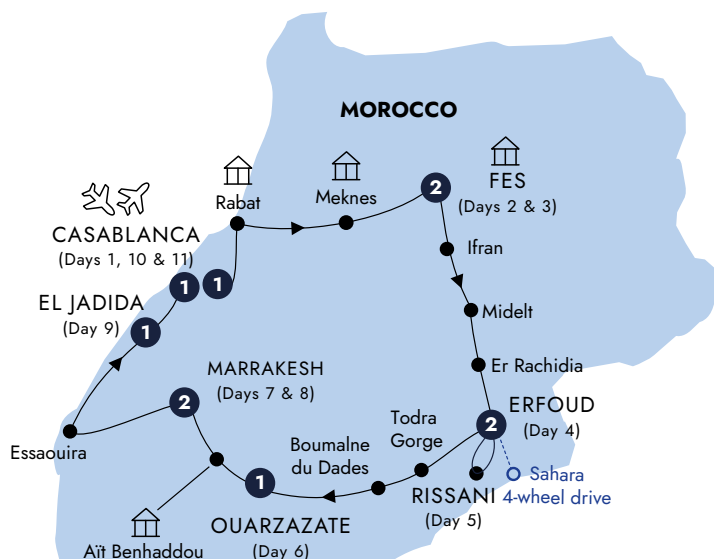 MOROCCO
FES
(Days 2 & 3)
2
Meknes
Rabat
CASABLANCA
(Days 1, 10 & 11)
1
1
EL JADIDA
(Day 9)
1
Ifran
Midelt
Er Rachidia
MARRAKESH
(Days 7 & 8)
2
ERFOUD
(Day 4)
2
Todra
Gorge
Essaouira
Boumalne
du Dades
Sahara
4-wheel drive
RISSANI
(Day 5)
1
OUARZAZATE
(Day 6)
Aït Benhaddou